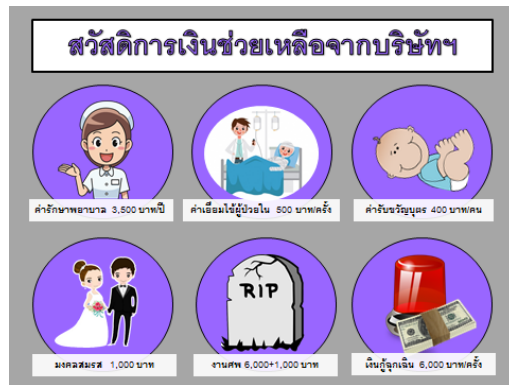 สวัสดิการเงินช่วยเหลือจากบริษัทฯ
ค่ารักษาพยาบาล 3,500 บาท/ปี
ค่าเยี่ยมไข้ผู้ป่วยใน 500 บาท/ครั้ง
ค่ารับขวัญบุตร 400 บาท/คน
RIP
มงคลสมรส 1,000 บาท
งานศพ 6,000+1,000 บาท
เงินกู้ฉุกเฉิน 6,000 บาท/ครั้ง